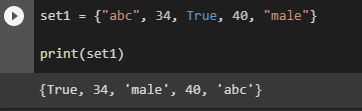 set1 = {"abc", 34, True, 40, "male"}
print(set1)
{True, 34, 'male', 40, 'abc'}